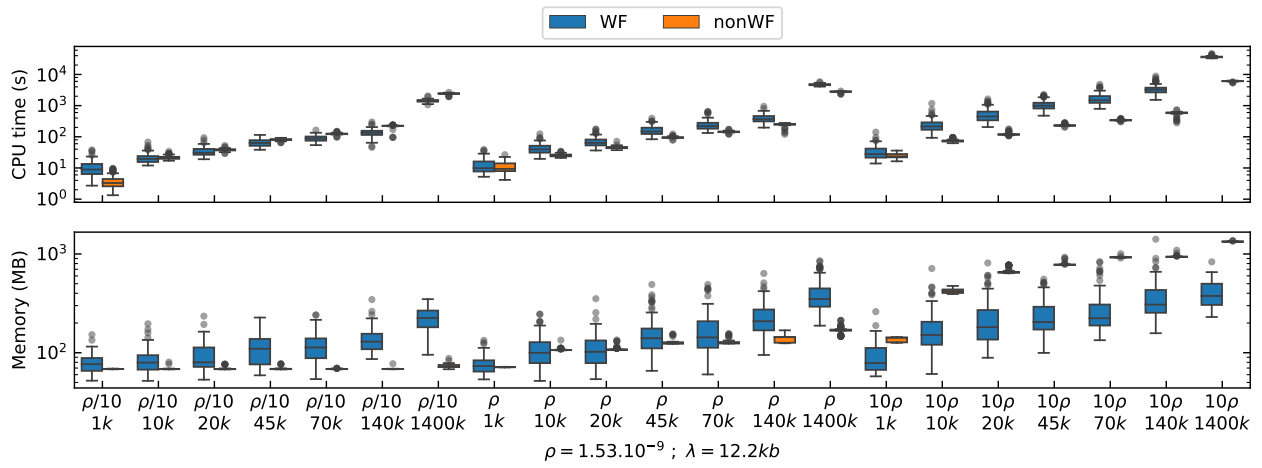 WF nonWF
CPU time (s)
10⁴
10³
10²
10¹
10⁰
Memory (MB)
10³
10²
ρ/10 ρ/10 ρ/10 ρ/10 ρ/10 ρ/10 ρ/10 ρ ρ ρ ρ ρ ρ ρ 10ρ 10ρ 10ρ 10ρ 10ρ 10ρ 10ρ
1k 10k 20k 45k 70k 140k 1400k 1k 10k 20k 45k 70k 140k 1400k 1k 10k 20k 45k 70k 140k 1400k
ρ = 1.53.10⁻⁹ ; λ = 12.2kb